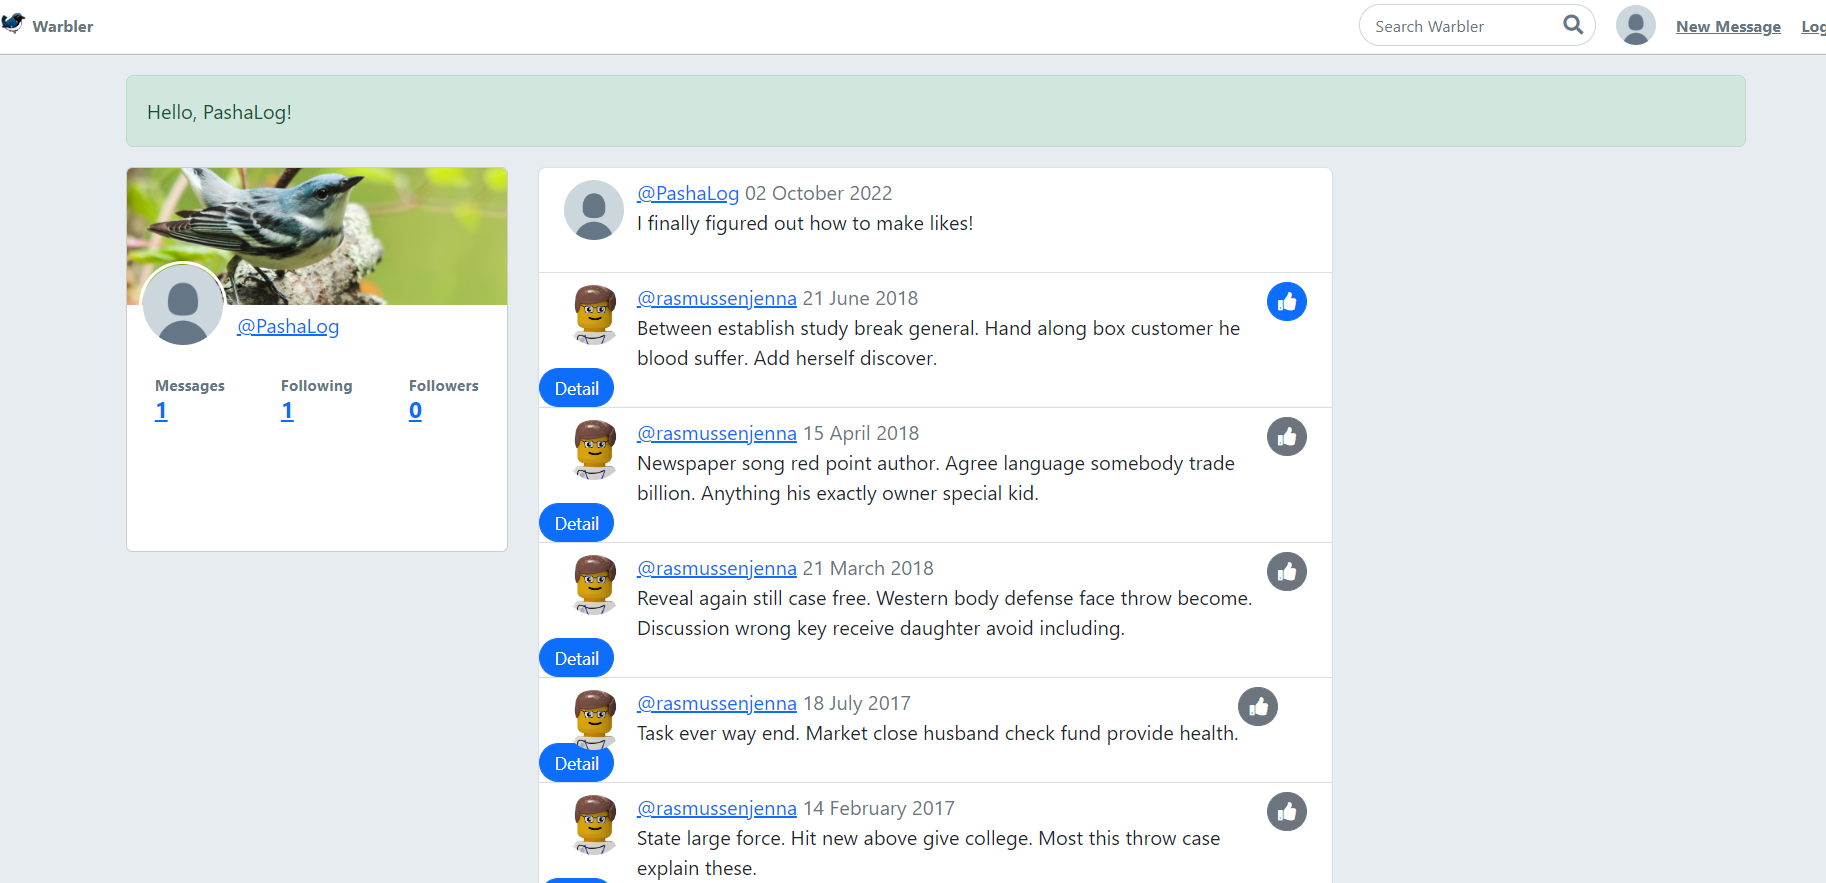 Warbler
Search Warbler
New Message
Log
Hello, PashaLog!
@PashaLog
Messages
Following
Followers
1
1
0
@PashaLog 02 October 2022
I finally figured out how to make likes!
@rasmussenjenna 21 June 2018
Between establish study break general. Hand along box customer he
blood suffer. Add herself discover.
Detail
@rasmussenjenna 15 April 2018
Newspaper song red point author. Agree language somebody trade
billion. Anything his exactly owner special kid.
Detail
@rasmussenjenna 21 March 2018
Reveal again still case free. Western body defense face throw become.
Discussion wrong key receive daughter avoid including.
Detail
@rasmussenjenna 18 July 2017
Task ever way end. Market close husband check fund provide health.
Detail
@rasmussenjenna 14 February 2017
State large force. Hit new above give college. Most this throw case
explain these.